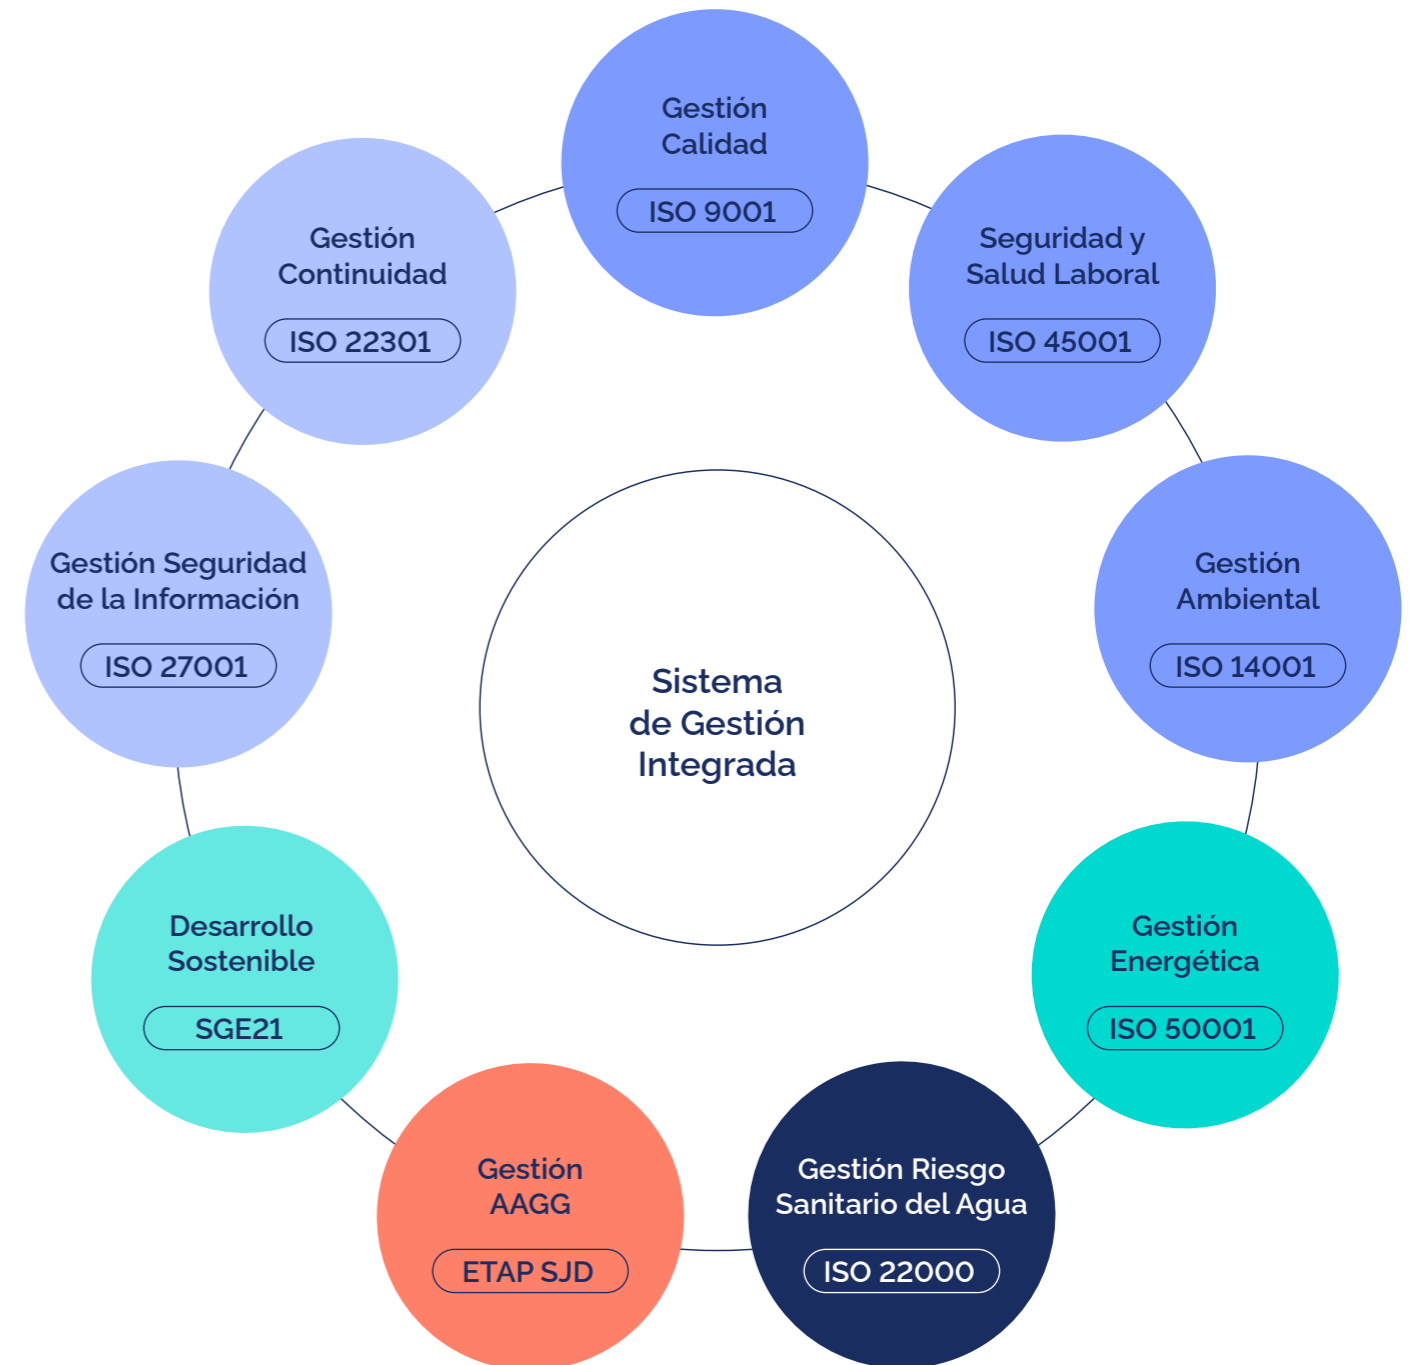 Gestión
Calidad
ISO 9001
Seguridad y
Salud Laboral
ISO 45001
Gestión
Ambiental
ISO 14001
Gestión
Energética
ISO 50001
Gestión Riesgo
Sanitario del Agua
ISO 22000
Gestión
AAGG
ETAP SJD
Desarrollo
Sostenible
SGE21
Gestión Seguridad
de la Información
ISO 27001
Gestión
Continuidad
ISO 22301
Sistema
de Gestión
Integrada